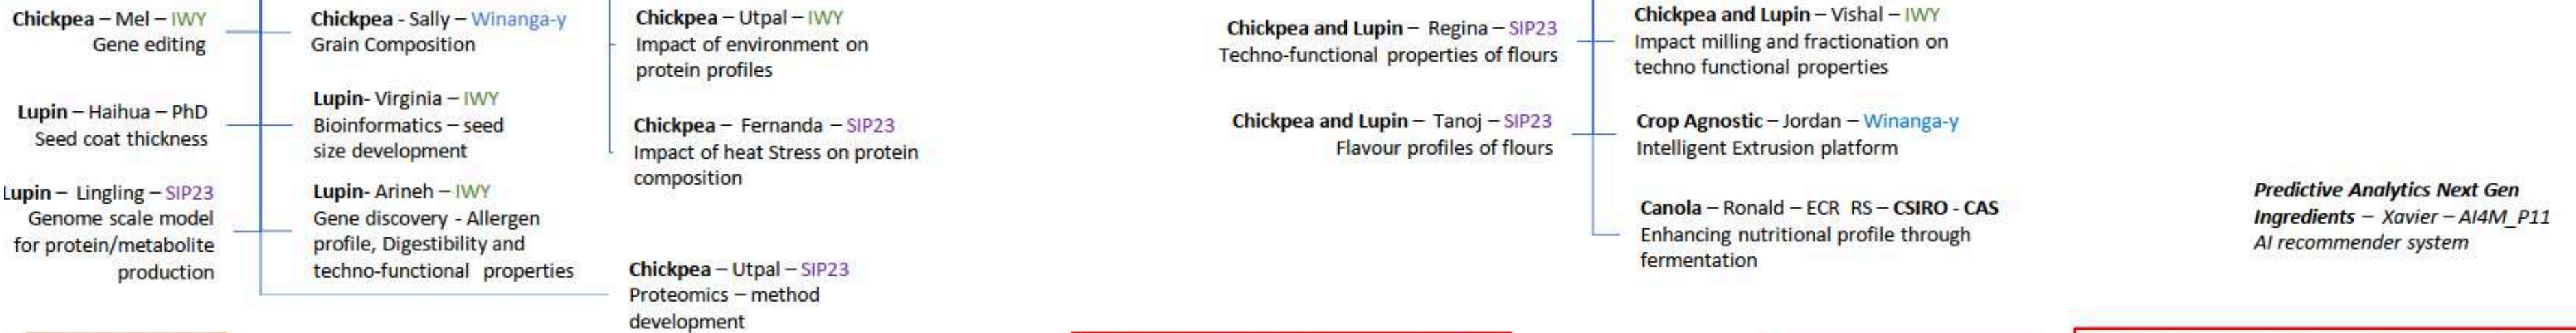 Chickpea – Mel – IWY
Gene editing
Lupin – Haihua – PhD
Seed coat thickness
Lupin – Lingling – SIP23
Genome scale model
for protein/metabolite
production
Chickpea - Sally – Winanga-y
Grain Composition
Lupin- Virginia – IWY
Bioinformatics – seed
size development
Lupin- Arineh – IWY
Gene discovery - Allergen
profile, Digestibility and
techno-functional properties
Chickpea – Utpal – IWY
Impact of environment on
protein profiles
Chickpea – Fernanda – SIP23
Impact of heat Stress on protein
composition
Chickpea – Utpal – SIP23
Proteomics – method
development
Chickpea and Lupin – Regina – SIP23
Techno-functional properties of flours
Chickpea and Lupin – Tanoj – SIP23
Flavour profiles of flours
Chickpea and Lupin – Vishal – IWY
Impact milling and fractionation on
techno functional properties
Crop Agnostic – Jordan – Winanga-y
Intelligent Extrusion platform
Canola – Ronald – ECR RS – CSIRO - CAS
Enhancing nutritional profile through
fermentation
Predictive Analytics Next Gen
Ingredients – Xavier – AI4M_P11
AI recommender system